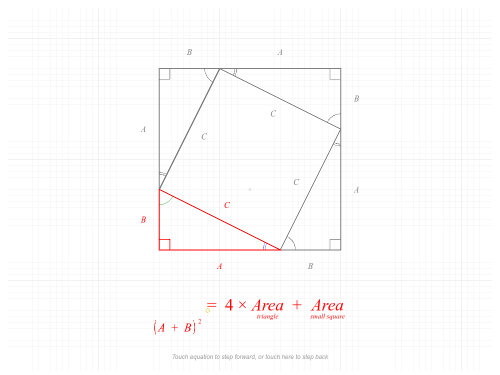 B A
B
A
C
C
C
A
B
C
A B
= 4 × Area + Area
triangle small square
(A + B)²
Touch equation to step forward, or touch here to step back